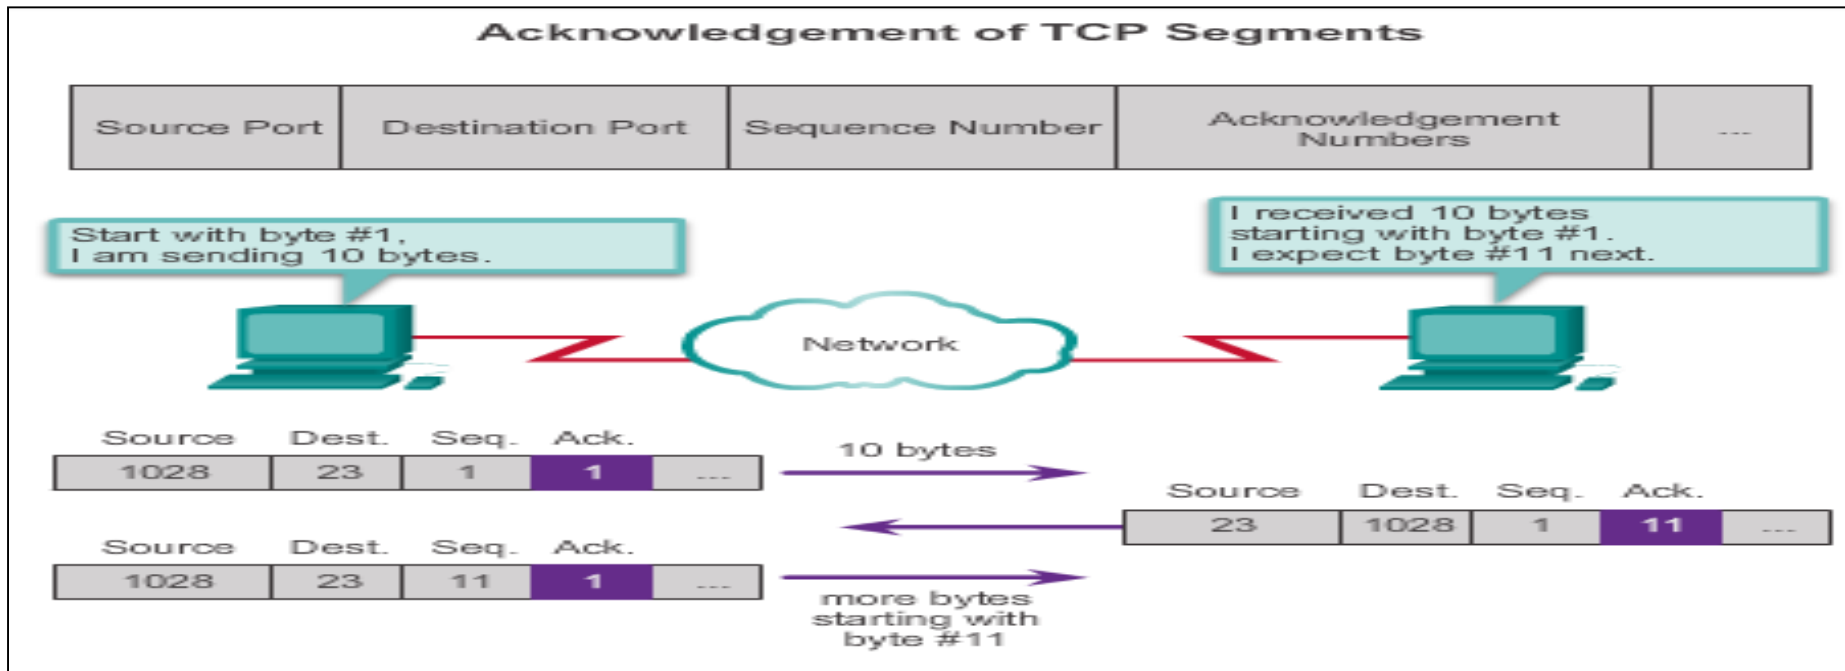 Acknowledgement of TCP Segments
Source Port Destination Port Sequence Number Acknowledgement Numbers ...
Start with byte #1,
I am sending 10 bytes.
I received 10 bytes
starting with byte #1.
I expect byte #11 next.
Network
Source Dest. Seq. Ack.
1028 23 1 1 ...
10 bytes
Source Dest. Seq. Ack.
23 1028 1 11 ...
Source Dest. Seq. Ack.
1028 23 11 1 ...
more bytes
starting with
byte #11